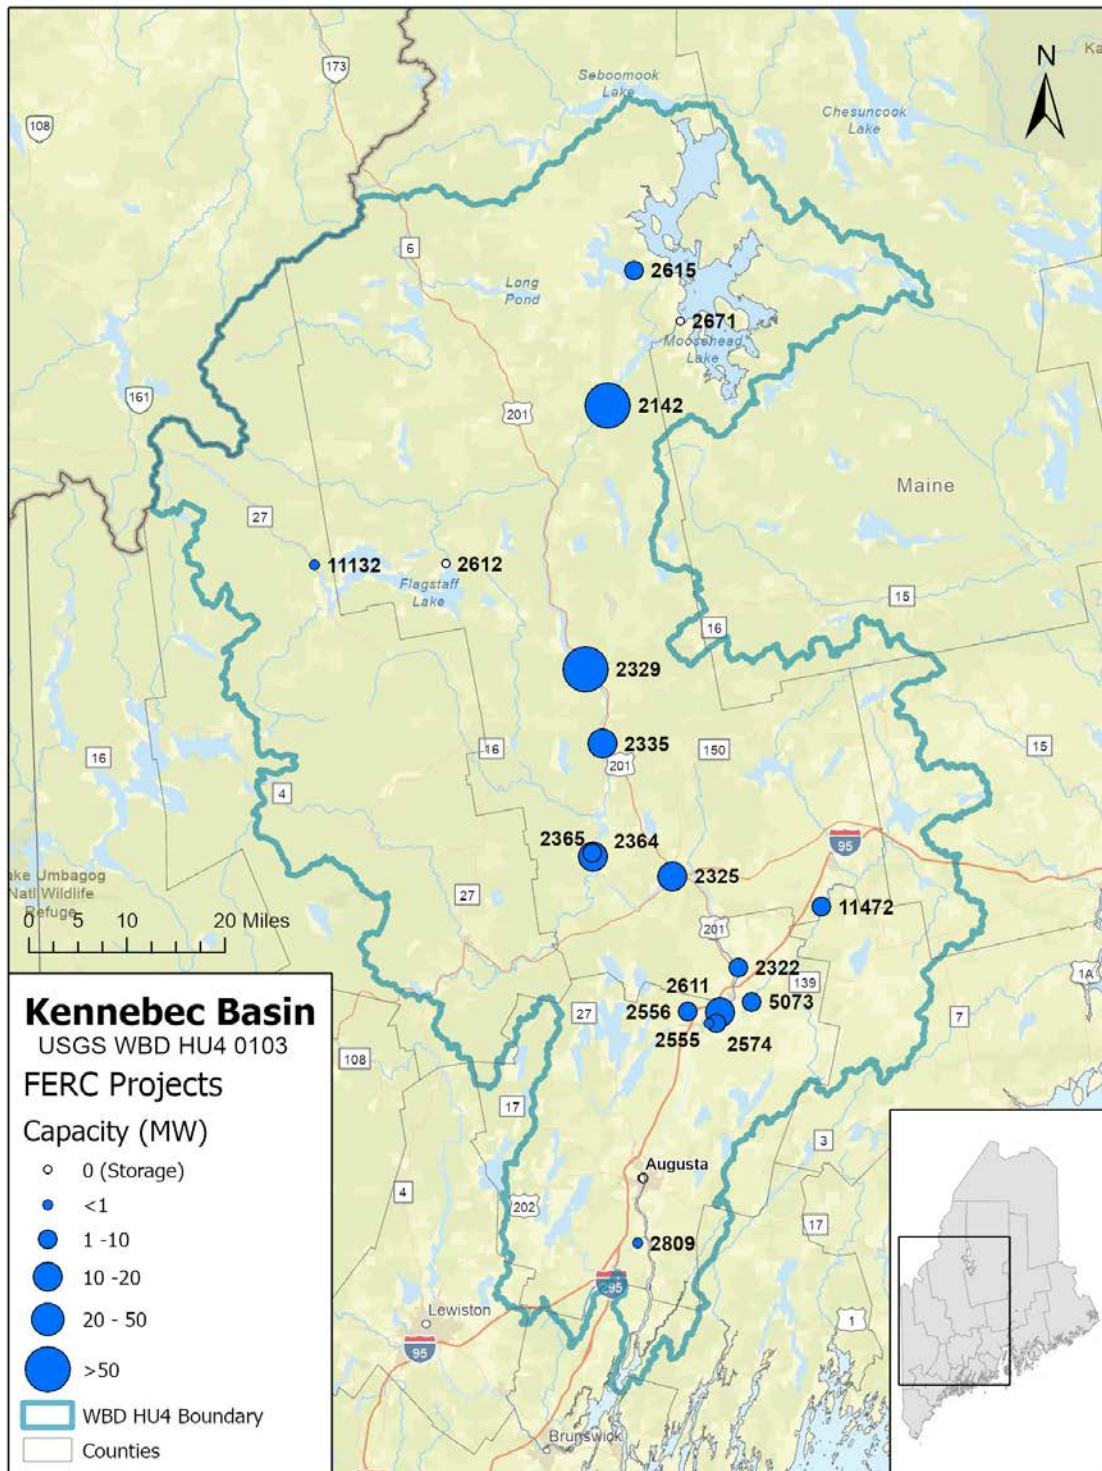 173
Seboomook
Lake
Ka
N
108
Chesuncook
Lake
6
2615
Long
Pond
2671
Moosehead
Lake
161
201
2142
Maine
27
11132
2612
Flagstaff
Lake
15
16
2329
2335
16
150
15
16
201
4
2365
2364
95
ake Umbagog
Natl Wildlife
Refuge
2325
27
11472
0 5 10 20 Miles
201
2322
1A
2611
139
Kennebec Basin
USGS WBD HU4 0103
FERC Projects
Capacity (MW)
0 (Storage)
<1
1 -10
10 -20
20 - 50
>50
WBD HU4 Boundary
Counties
27
2556
5073
7
2555
2574
108
17
3
Augusta
4
202
17
2809
95
Lewiston
1
95
Brunswick